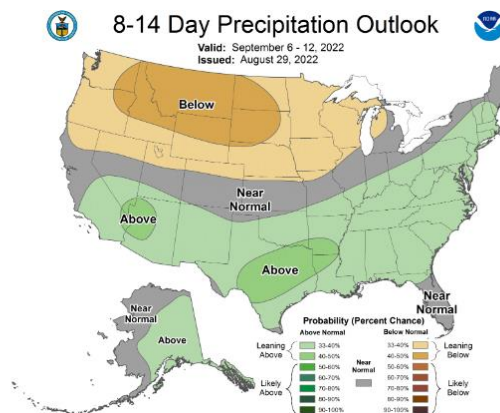 8-14 Day Precipitation Outlook
Valid: September 6 - 12, 2022
Issued: August 29, 2022
Below
Near
Normal
Above
Above
Near
Normal
Above
Near
Normal
Probability (Percent Chance)
Above Normal
Below Normal
Leaning
Above
33-40%
33-40%
Leaning
Below
40-50%
40-50%
50-60%
50-60%
Near
Normal
Likely
Above
60-70%
60-70%
Likely
Below
70-80%
70-80%
80-90%
80-90%
90-100%
90-100%